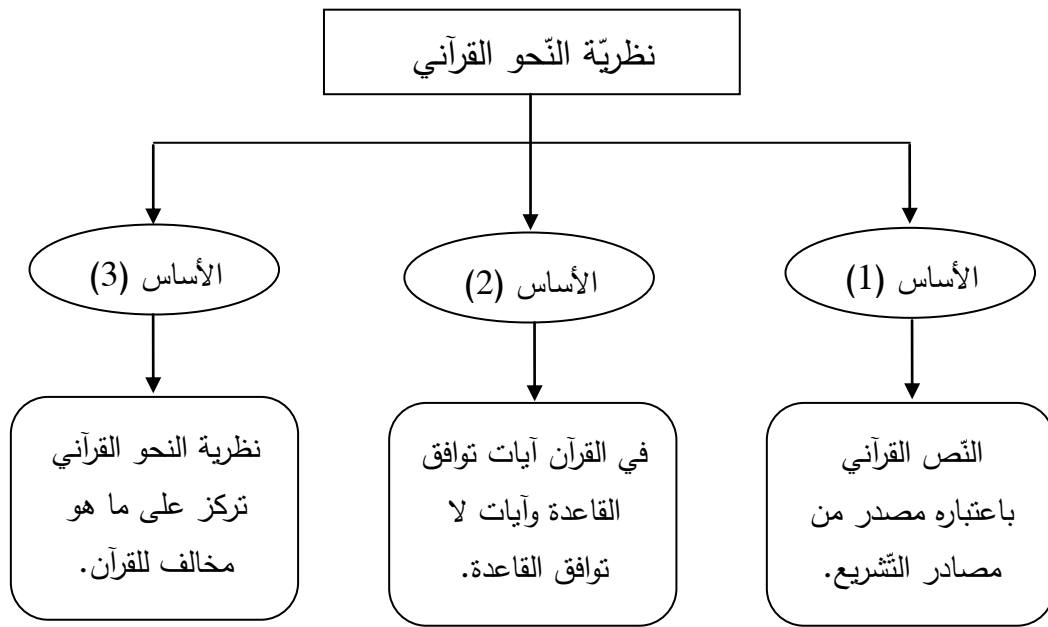 نظريّة النّحو القرآني
الأساس (1)
الأساس (2)
الأساس (3)
النّص القرآني
باعتباره مصدر من
مصادر التّشريع.
في القرآن آيات توافق
القاعدة وآيات لا
توافق القاعدة.
نظرية النحو القرآني
تركز على ما هو
مخالف للقرآن.